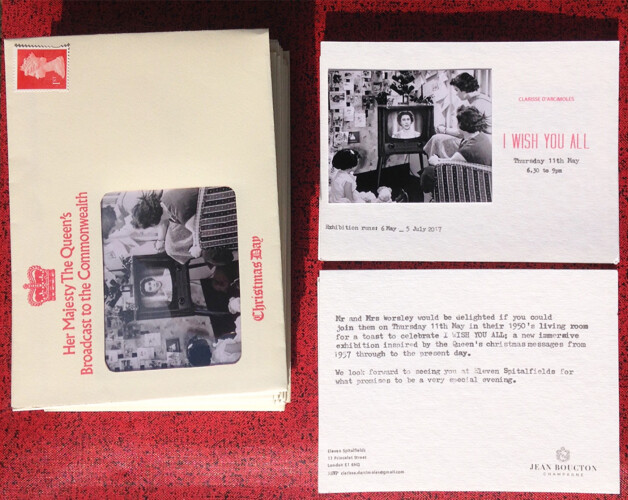 1ST
Her Majesty The Queen's
Broadcast to the Commonwealth
Christmas Day
CLARISSE D'ARCIMOLES
I WISH YOU ALL
Thursday 11th May
6.30 to 9pm
Exhibition runs: 6 May _ 5 July 2017
Mr and Mrs Worsley would be delighted if you could
join them on Thursday 11th May in their 1950's living room
for a toast to celebrate I WISH YOU ALL; a new immersive
exhibition inspired by the Queen's christmas messages from
1957 through to the present day.
We look forward to seeing you at Eleven Spitalfields for
what promises to be a very special evening.
Eleven Spitalfields
11 Princelet Street
London E1 6QH
RSVP
JEAN BOUCTON
CHAMPAGNE